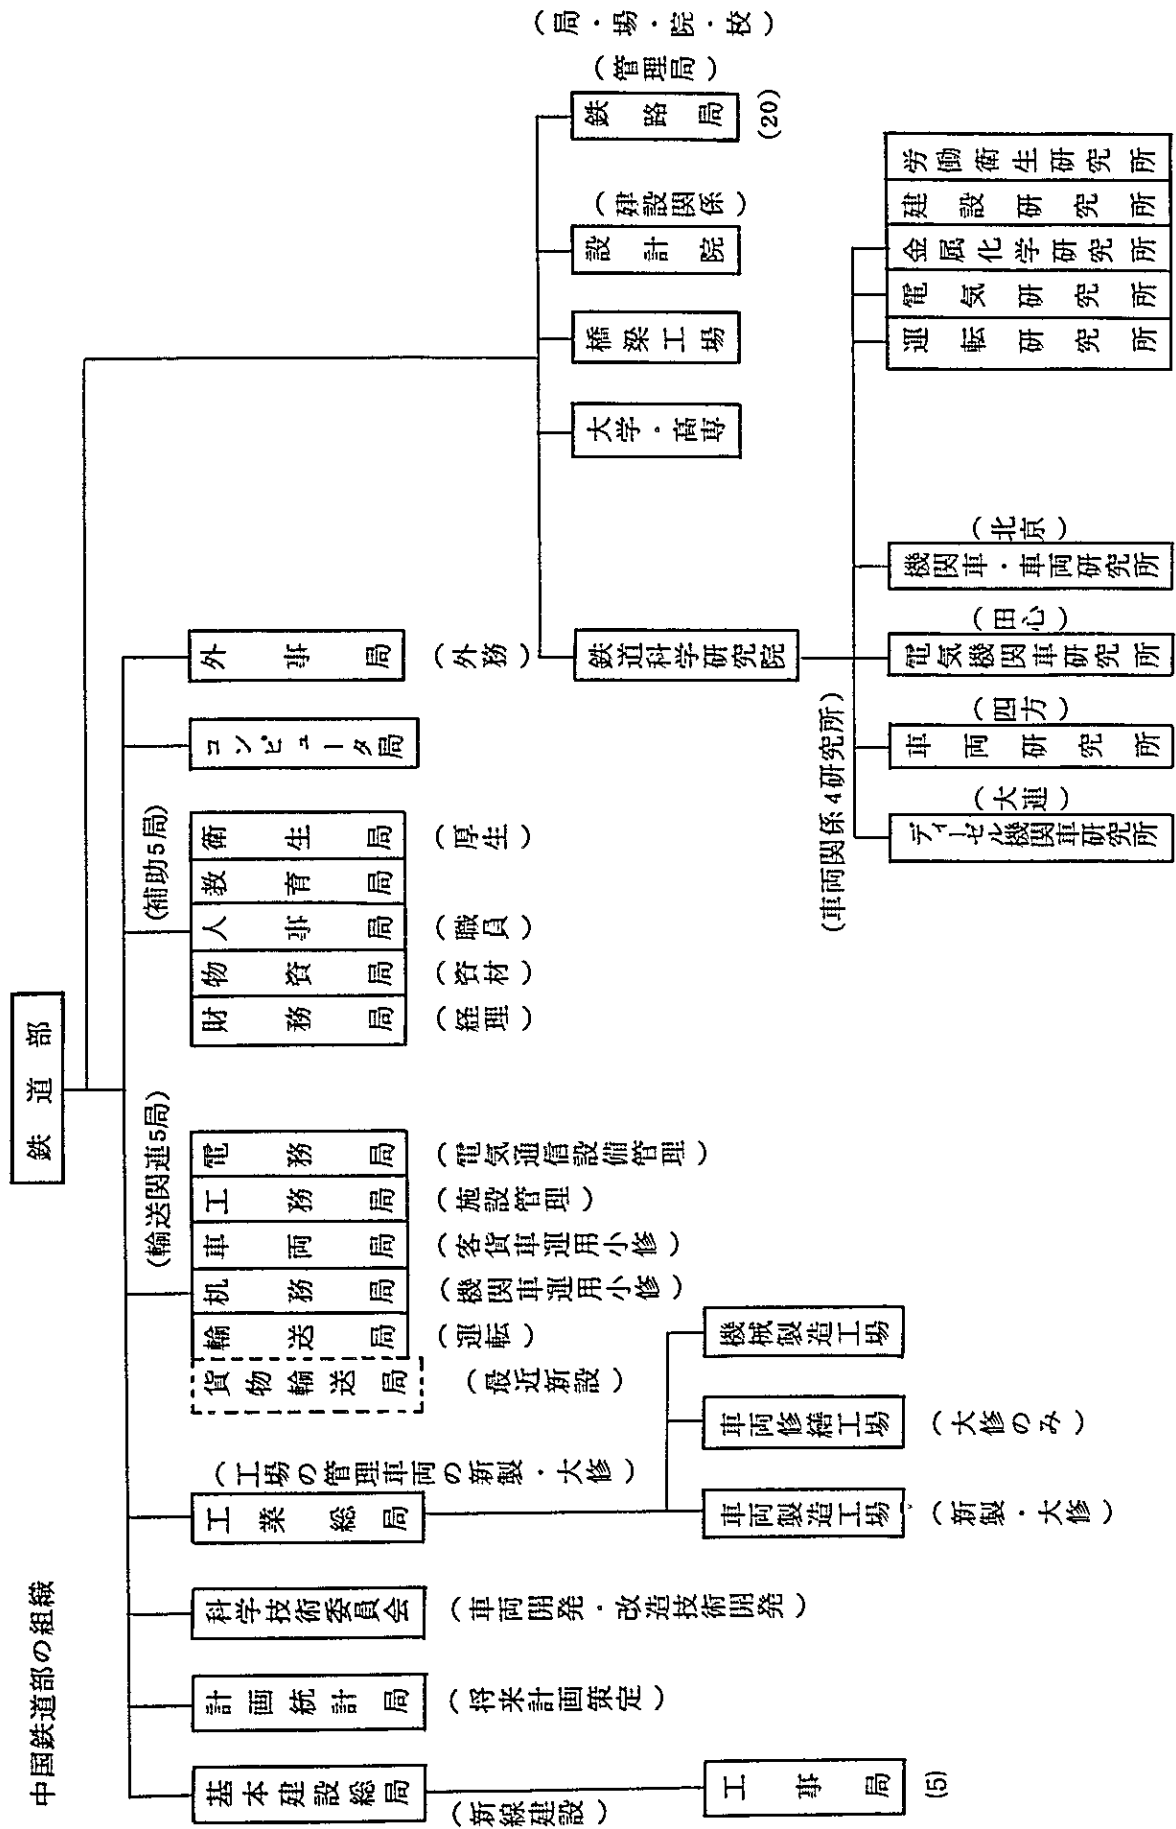 中国鉄道部の組織
鉄道部
基本建設総局
(新線建設)
工事局
(5)
計画統計局
(将来計画策定)
科学技術委員会
(車両開発・改造技術開発)
(工場の管理車両の新製・大修)
工業総局
車両製造工場
(新製・大修)
車両修繕工場
(大修のみ)
機械製造工場
(輸送関連5局)
貨物輸送局
(最近新設)
輸送局
(運転)
机務局
(機関車運用小修)
車両局
(客貨車運用小修)
工務局
(施設管理)
電務局
(電気通信設備管理)
(補助5局)
財務局
(経理)
物資局
(資材)
人事局
(職員)
教育局
衛生局
(厚生)
コンピュータ局
外事局
(外務)
(局・場・院・校)
鉄道科学研究院
大学・高専
橋梁工場
(建設関係)
設計院
(管理局)
鉄路局
(20)
(車両関係4研究所)
(大連)
ディーゼル機関車研究所
(四方)
車両研究所
(田心)
電気機関車研究所
(北京)
機関車・車両研究所
運転研究所
電気研究所
金属化学研究所
建設研究所
労働衛生研究所